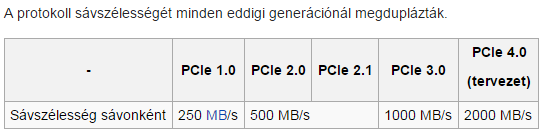 A protokoll sávszélességét minden eddigi generációnál megduplázták.
- PCIe 1.0 PCIe 2.0 PCIe 2.1 PCIe 3.0 PCIe 4.0
(tervezet)
Sávszélesség sávonként 250 MB/s 500 MB/s 1000 MB/s 2000 MB/s